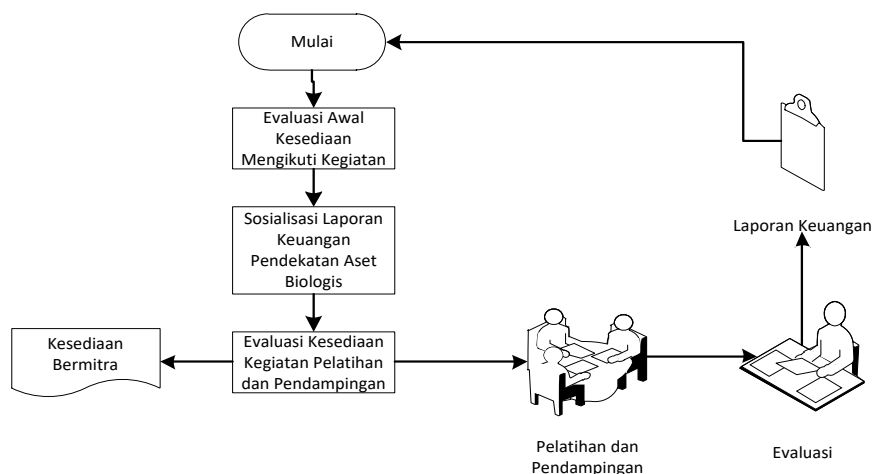 Mulai
Evaluasi Awal
Kesediaan
Mengikuti Kegiatan
Sosialisasi Laporan
Keuangan
Pendekatan Aset
Biologis
Laporan Keuangan
Kesediaan
Bermitra
Evaluasi Kesediaan
Kegiatan Pelatihan
dan Pendampingan
Pelatihan dan
Pendampingan
Evaluasi